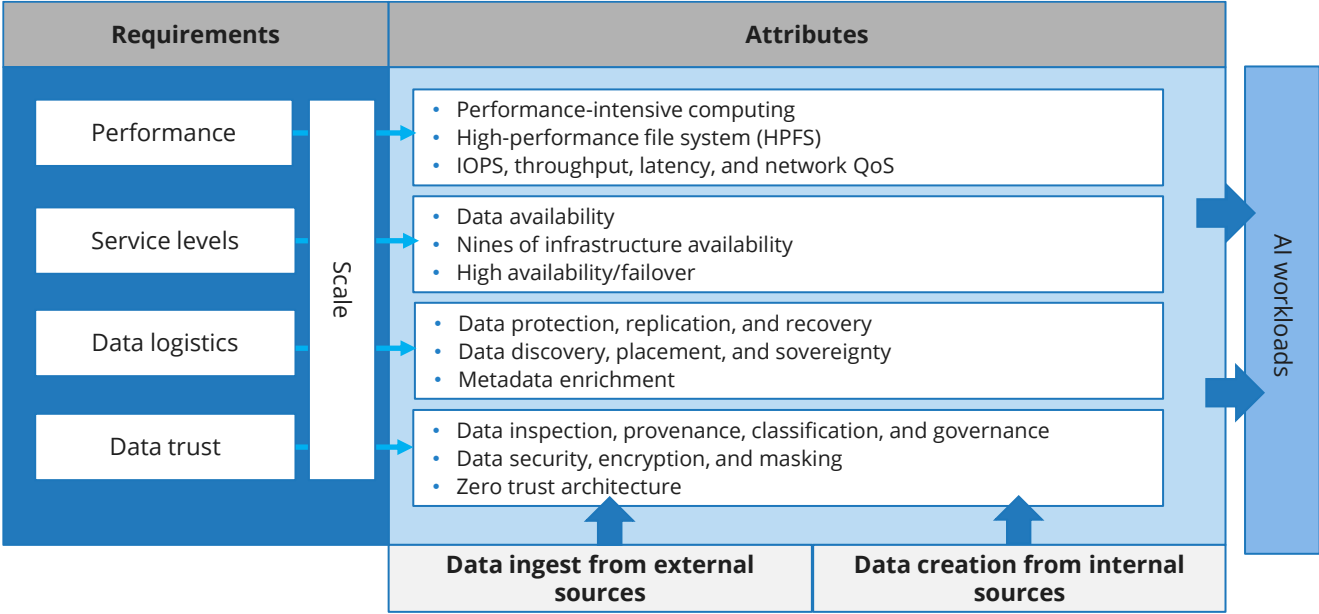 Requirements
Attributes
Performance
Service levels
Data logistics
Data trust
Scale
• Performance-intensive computing
• High-performance file system (HPFS)
• IOPS, throughput, latency, and network QoS
• Data availability
• Nines of infrastructure availability
• High availability/failover
• Data protection, replication, and recovery
• Data discovery, placement, and sovereignty
• Metadata enrichment
• Data inspection, provenance, classification, and governance
• Data security, encryption, and masking
• Zero trust architecture
AI workloads
Data ingest from external
sources
Data creation from internal
sources